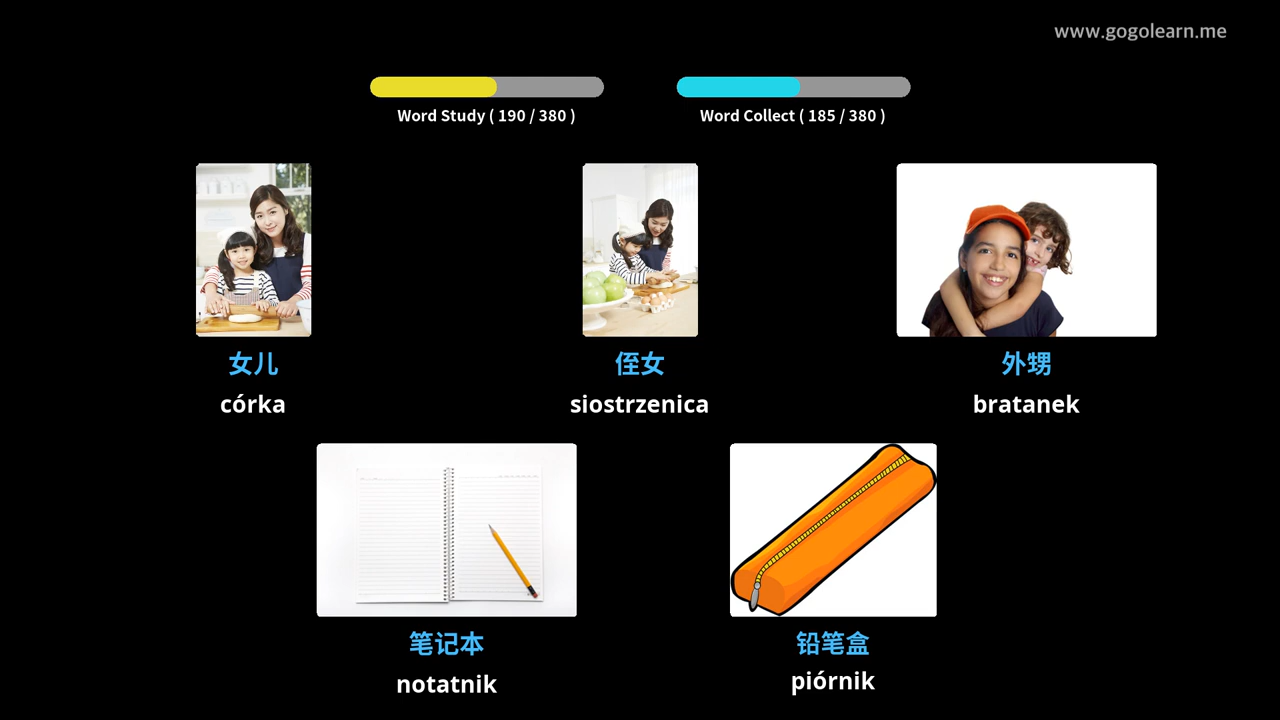 www.gogolearn.me
Word Study ( 190 / 380 )
Word Collect ( 185 / 380 )
女儿
侄女
外甥
córka
siostrzenica
bratanek
笔记本
铅笔盒
notatnik
piórnik